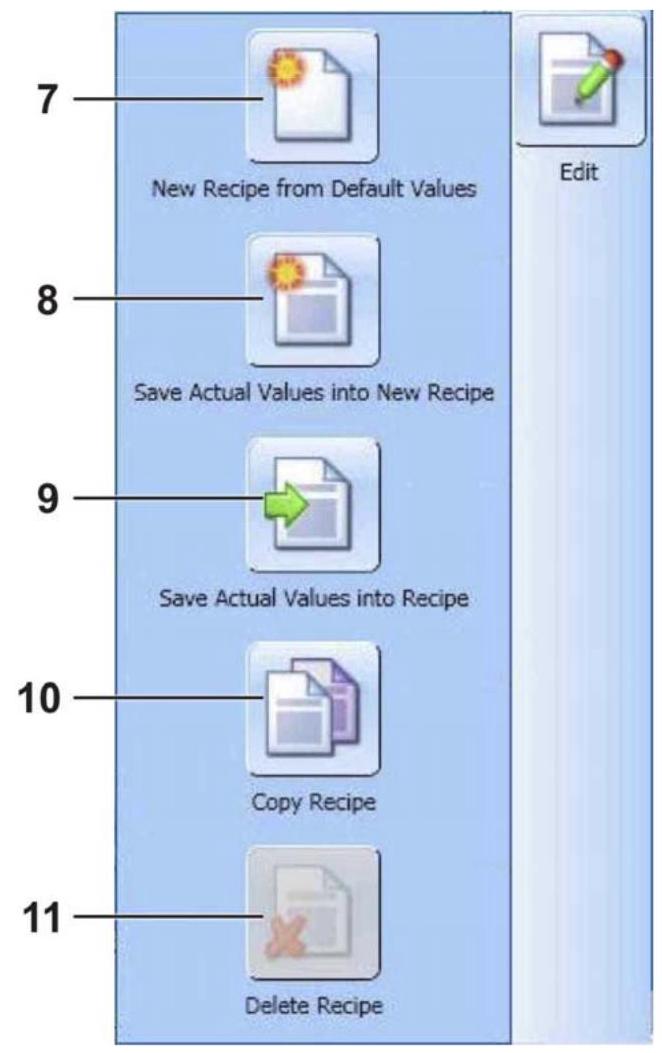 7
New Recipe from Default Values
Edit
8
Save Actual Values into New Recipe
9
Save Actual Values into Recipe
10
Copy Recipe
11
Delete Recipe